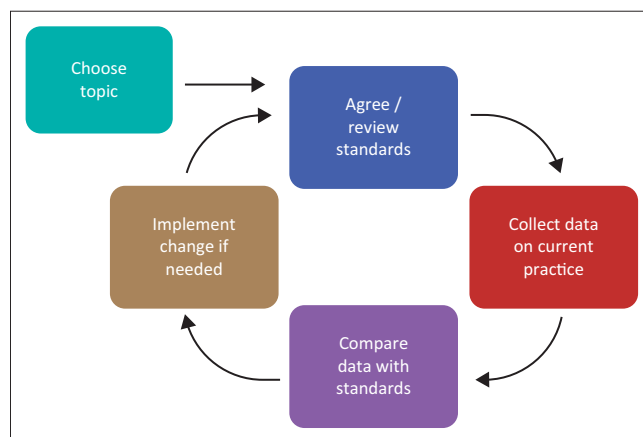 Choose
topic
Agree /
review
standards
Collect data
on current
practice
Compare
data with
standards
Implement
change if
needed